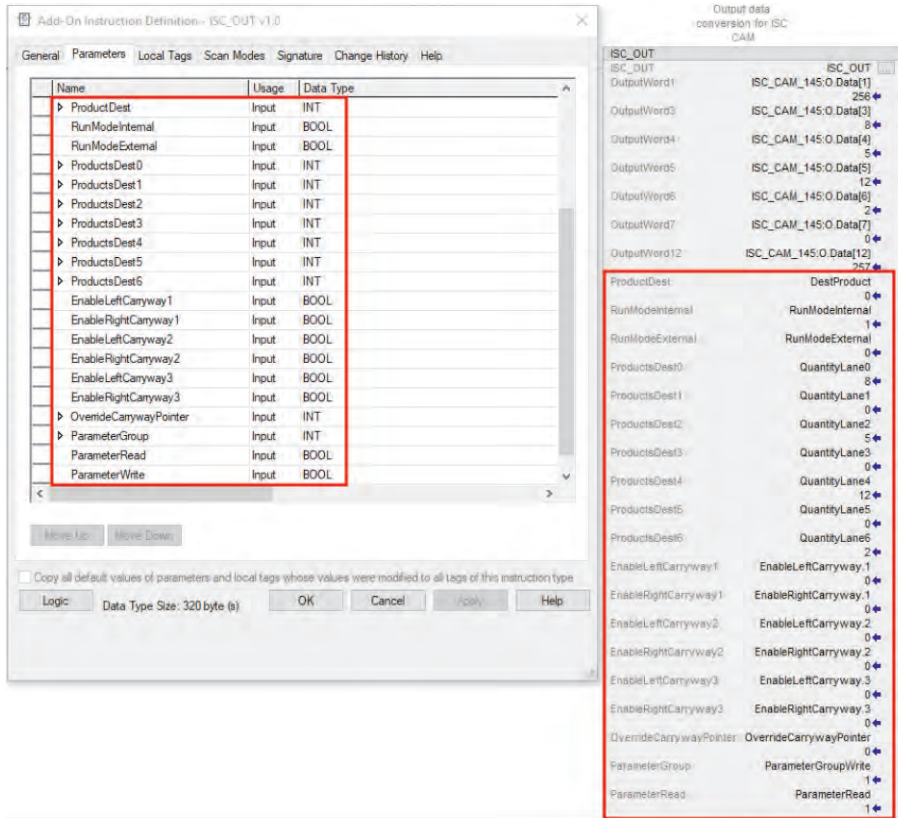 Add-On Instruction Definition - ISC_OUT v1.0
General Parameters Local Tags Scan Modes Signature Change History Help
Name Usage Data Type
ProductDest Input INT
RunModeInternal Input BOOL
RunModeExternal Input BOOL
ProductsDest0 Input INT
ProductsDest1 Input INT
ProductsDest2 Input INT
ProductsDest3 Input INT
ProductsDest4 Input INT
ProductsDest5 Input INT
ProductsDest6 Input INT
EnableLeftCarryway1 Input BOOL
EnableRightCarryway1 Input BOOL
EnableLeftCarryway2 Input BOOL
EnableRightCarryway2 Input BOOL
EnableLeftCarryway3 Input BOOL
EnableRightCarryway3 Input BOOL
OverrideCarrywayPointer Input INT
ParameterGroup Input INT
ParameterRead Input BOOL
ParameterWrite Input BOOL
Move Up Move Down
Copy all default values of parameters and local tags whose values were modified to all tags of this instruction type
Logic Data Type Size: 320 byte (s) OK Cancel Apply Help
Output data
conversion for ISC
CAM
ISC_OUT
ISC_OUT ISC_OUT ...
OutputWord1 ISC_CAM_145:O.Data[1]
256
OutputWord3 ISC_CAM_145:O.Data[3]
8
OutputWord4 ISC_CAM_145:O.Data[4]
5
OutputWord5 ISC_CAM_145:O.Data[5]
12
OutputWord6 ISC_CAM_145:O.Data[6]
2
OutputWord7 ISC_CAM_145:O.Data[7]
0
OutputWord12 ISC_CAM_145:O.Data[12]
257
ProductDest DestProduct
0
RunModeInternal RunModeInternal
1
RunModeExternal RunModeExternal
0
ProductsDest0 QuantityLane0
8
ProductsDest1 QuantityLane1
0
ProductsDest2 QuantityLane2
5
ProductsDest3 QuantityLane3
0
ProductsDest4 QuantityLane4
12
ProductsDest5 QuantityLane5
0
ProductsDest6 QuantityLane6
2
EnableLeftCarryway1 EnableLeftCarryway.1
0
EnableRightCarryway1 EnableRightCarryway.1
0
EnableLeftCarryway2 EnableLeftCarryway.2
0
EnableRightCarryway2 EnableRightCarryway.2
0
EnableLeftCarryway3 EnableLeftCarryway.3
0
EnableRightCarryway3 EnableRightCarryway.3
0
OverrideCarrywayPointer OverrideCarrywayPointer
0
ParameterGroup ParameterGroupWrite
1
ParameterRead ParameterRead
1